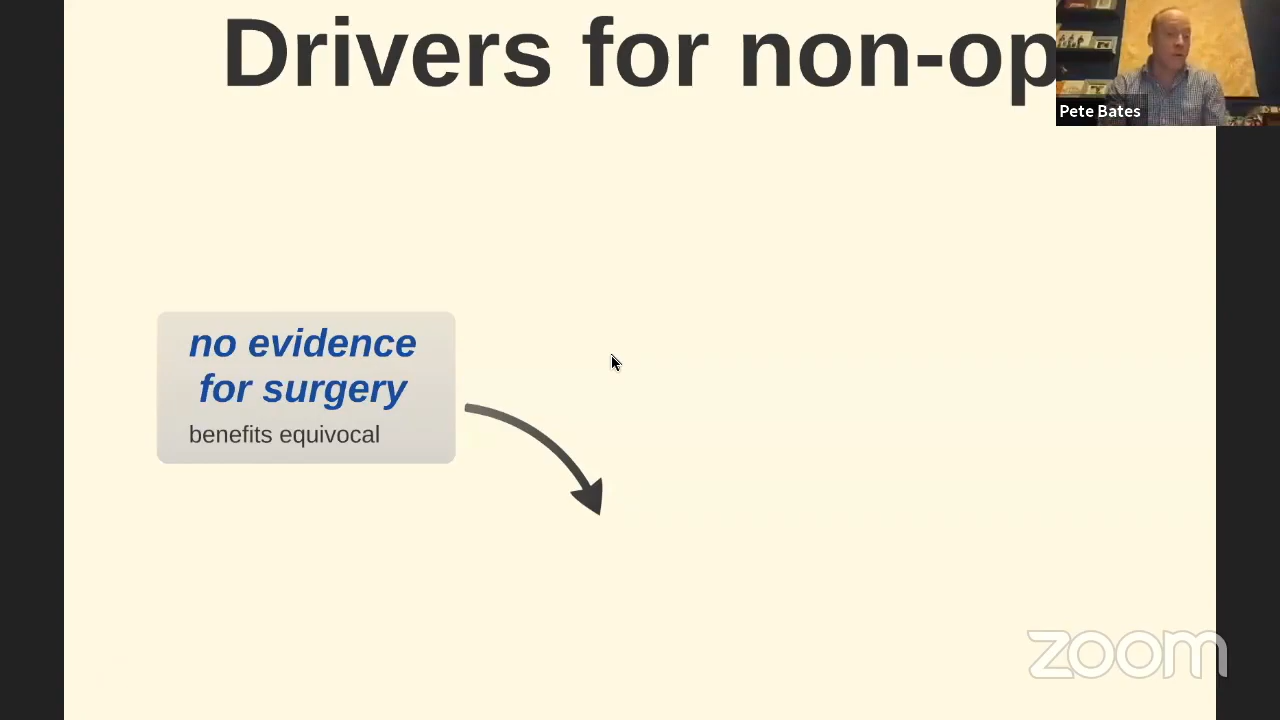 Drivers for non-op
Pete Bates
no evidence
for surgery
benefits equivocal
zoom